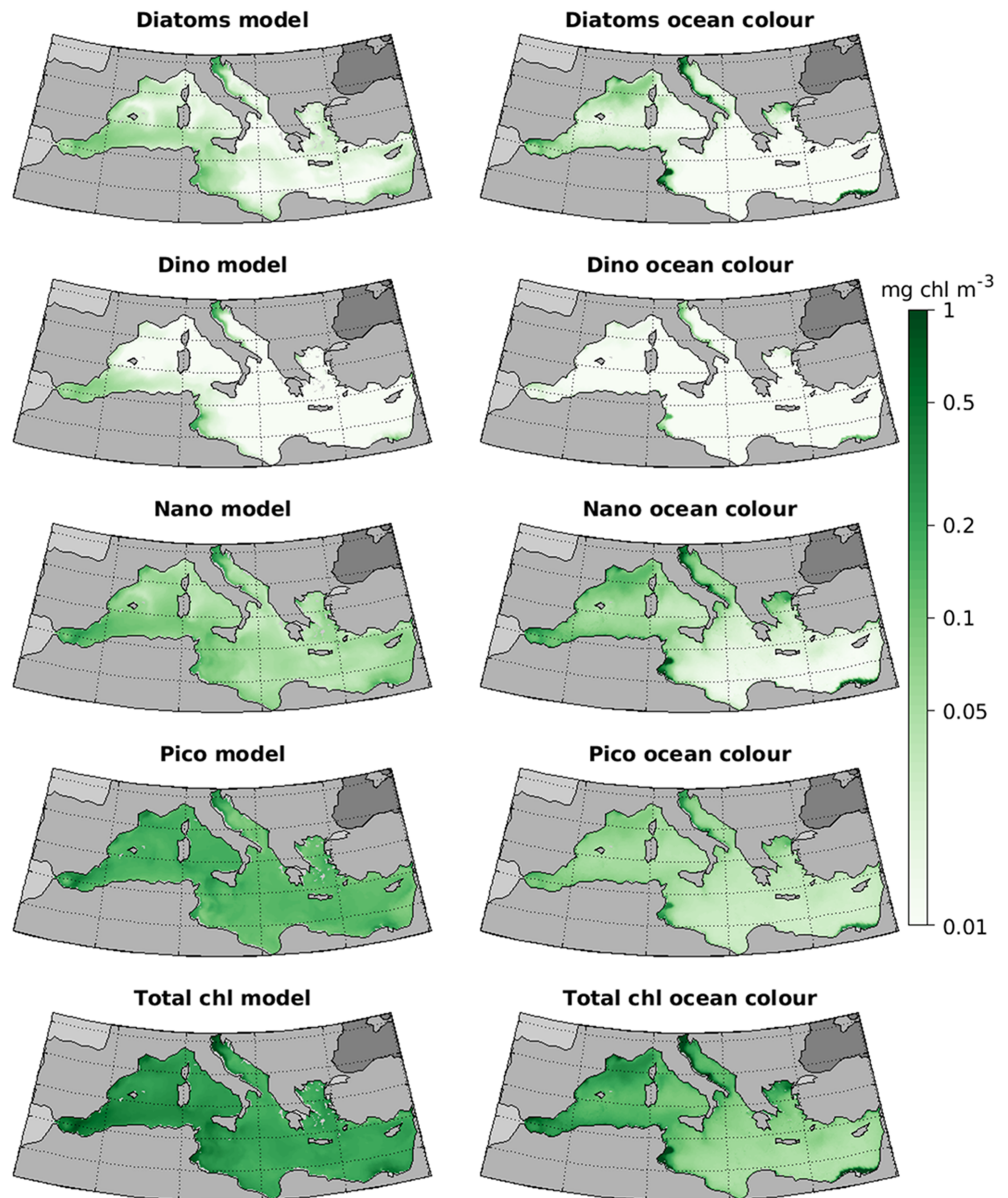 Diatoms model
Diatoms ocean colour
Dino model
Dino ocean colour
mg chl m-3
1
0.5
Nano model
Nano ocean colour
0.2
0.1
0.05
Pico model
Pico ocean colour
0.01
Total chl model
Total chl ocean colour